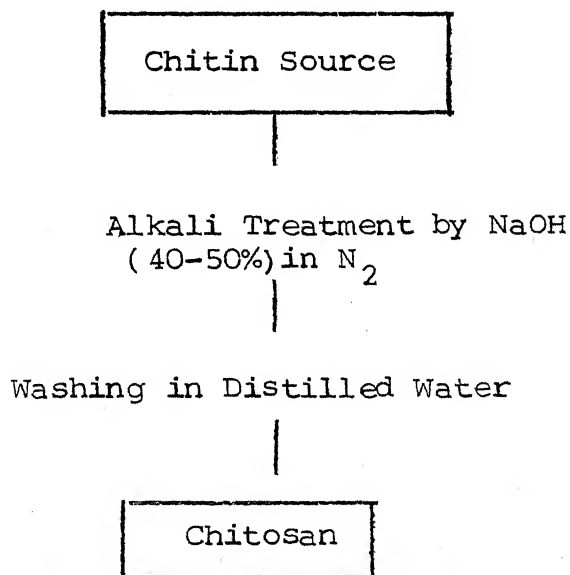 Chitin Source
Alkali Treatment by NaOH
(40-50%)in N2
Washing in Distilled Water
Chitosan